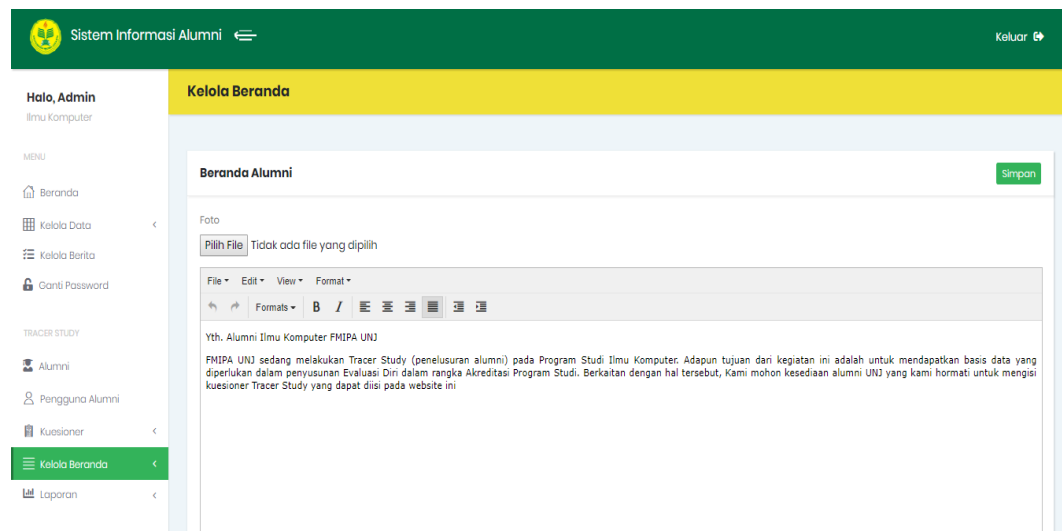 Sistem Informasi Alumni
Keluar
Halo, Admin
Ilmu Komputer
MENU
Beranda
Kelola Data
Kelola Berita
Ganti Password
TRACER STUDY
Alumni
Pengguna Alumni
Kuesioner
Kelola Beranda
Laporan
Kelola Beranda
Beranda Alumni
Simpan
Foto
Pilih File Tidak ada file yang dipilih
File Edit View Format
Formats B I
Yth. Alumni Ilmu Komputer FMIPA UNJ
FMIPA UNJ sedang melakukan Tracer Study (penelusuran alumni) pada Program Studi Ilmu Komputer. Adapun tujuan dari kegiatan ini adalah untuk mendapatkan basis data yang
diperlukan dalam penyusunan Evaluasi Diri dalam rangka Akreditasi Program Studi. Berkaitan dengan hal tersebut, Kami mohon kesediaan alumni UNJ yang kami hormati untuk mengisi
kuesioner Tracer Study yang dapat diisi pada website ini